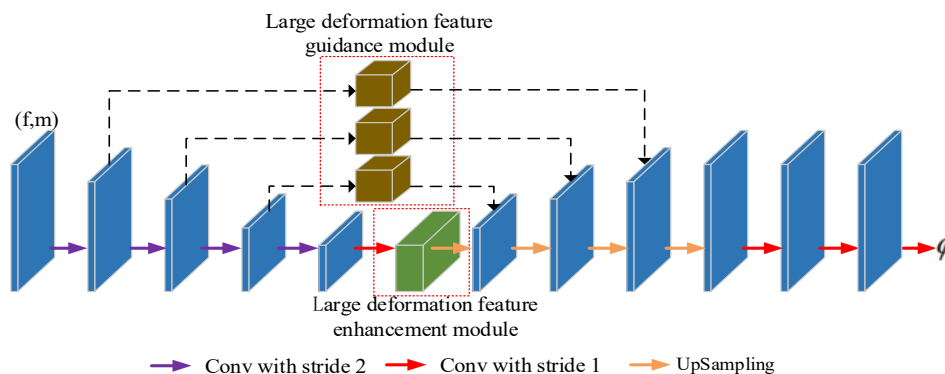 Large deformation feature
guidance module
(f,m)
φ
Large deformation feature
enhancement module
Conv with stride 2
Conv with stride 1
UpSampling